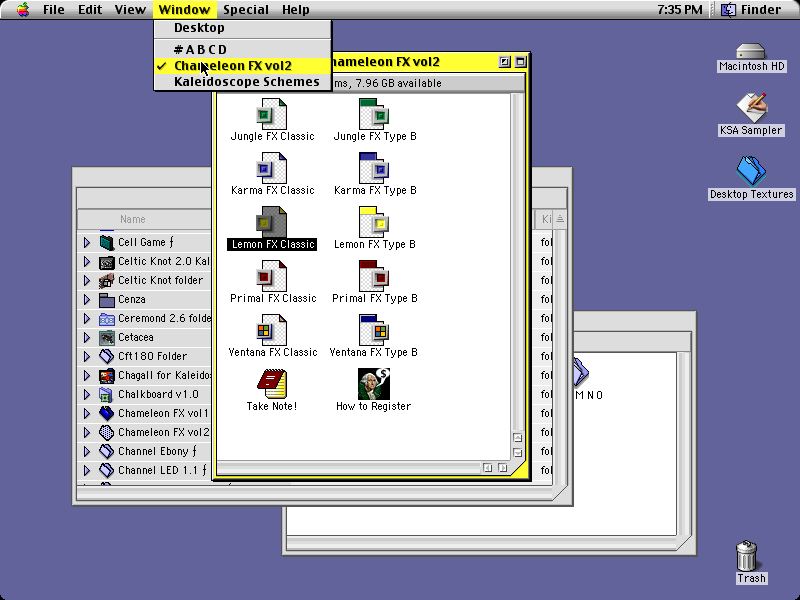 File Edit View Window Special Help 7:35 PM Finder
Desktop
# A B C D
Chameleon FX vol2
Kaleidoscope Schemes
hameleon FX vol2
ms, 7.96 GB available
Jungle FX Classic
Jungle FX Type B
Karma FX Classic
Karma FX Type B
Lemon FX Classic
Lemon FX Type B
Primal FX Classic
Primal FX Type B
Ventana FX Classic
Ventana FX Type B
Take Note!
How to Register
Name
Ki
Cell Game ƒ
fol
Celtic Knot 2.0 Kal
fol
Celtic Knot folder
fol
Cenza
fol
Ceremond 2.6 folde
fol
Cetacea
fol
Cft180 Folder
fol
Chagall for Kaleido
fol
Chalkboard v1.0
fol
Chameleon FX vol1
fol
Chameleon FX vol2
fol
Channel Ebony ƒ
fol
Channel LED 1.1 ƒ
fol
M N O
Macintosh HD
KSA Sampler
Desktop Textures
Trash